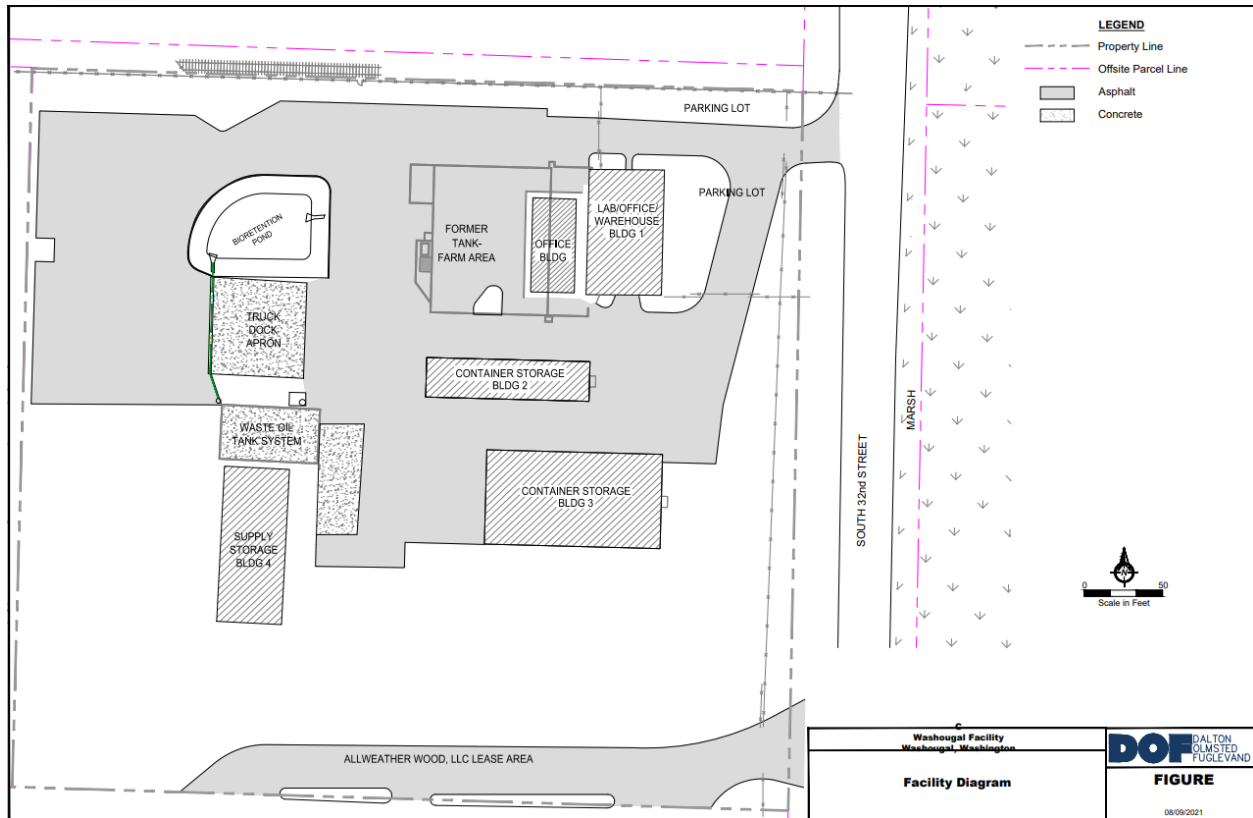 LEGEND
Property Line
Offsite Parcel Line
Asphalt
Concrete
PARKING LOT
PARKING LOT
LAB/OFFICE/
WAREHOUSE
BLDG 1
OFFICE
BLDG
FORMER
TANK-
FARM AREA
BIORETENTION
POND
TRUCK
DOCK
APRON
CONTAINER STORAGE
BLDG 2
WASTE OIL
TANK SYSTEM
CONTAINER STORAGE
BLDG 3
SUPPLY
STORAGE
BLDG 4
SOUTH 32nd STREET
MARSH
N
0 50
Scale in Feet
ALLWEATHER WOOD, LLC LEASE AREA
C
Washougal Facility
Washougal, Washington
Facility Diagram
DOF DALTON
OLMSTED
FUGLEVAND
FIGURE
08/09/2021